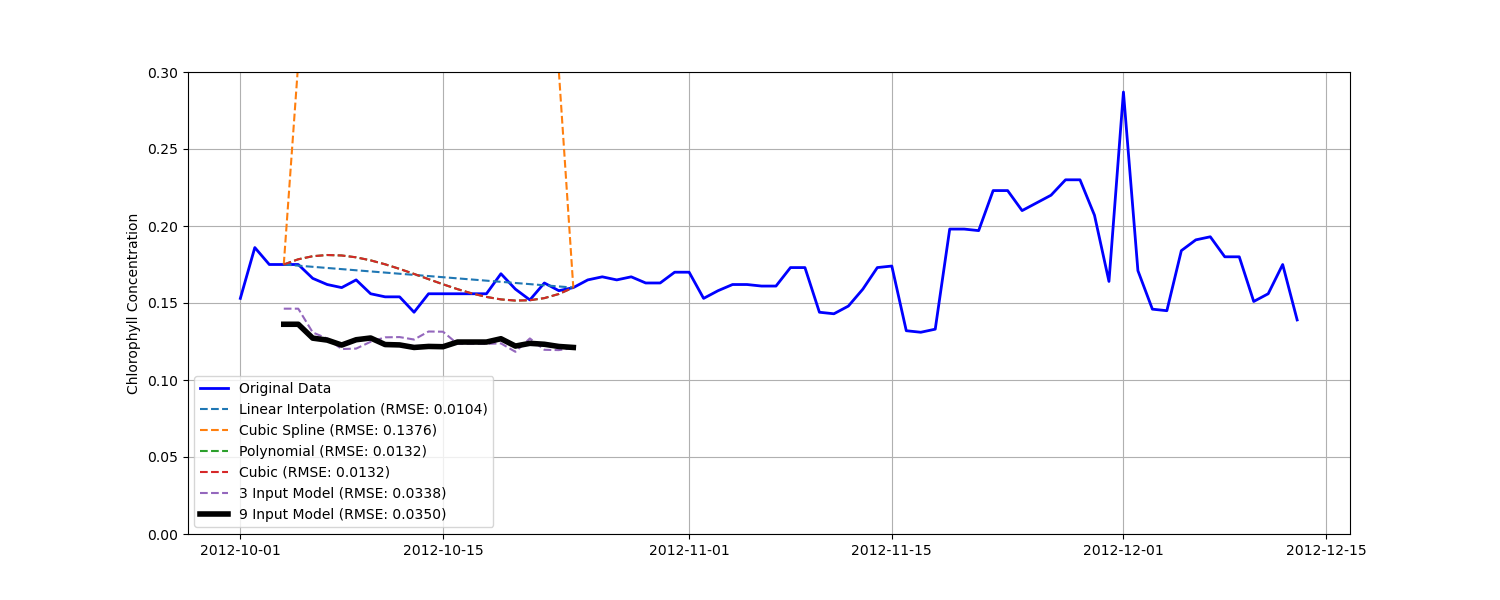 0.30
0.25
0.20
0.15
0.10
0.05
0.00
Chlorophyll Concentration
Original Data
Linear Interpolation (RMSE: 0.0104)
Cubic Spline (RMSE: 0.1376)
Polynomial (RMSE: 0.0132)
Cubic (RMSE: 0.0132)
3 Input Model (RMSE: 0.0338)
9 Input Model (RMSE: 0.0350)
2012-10-01 2012-10-15 2012-11-01 2012-11-15 2012-12-01 2012-12-15